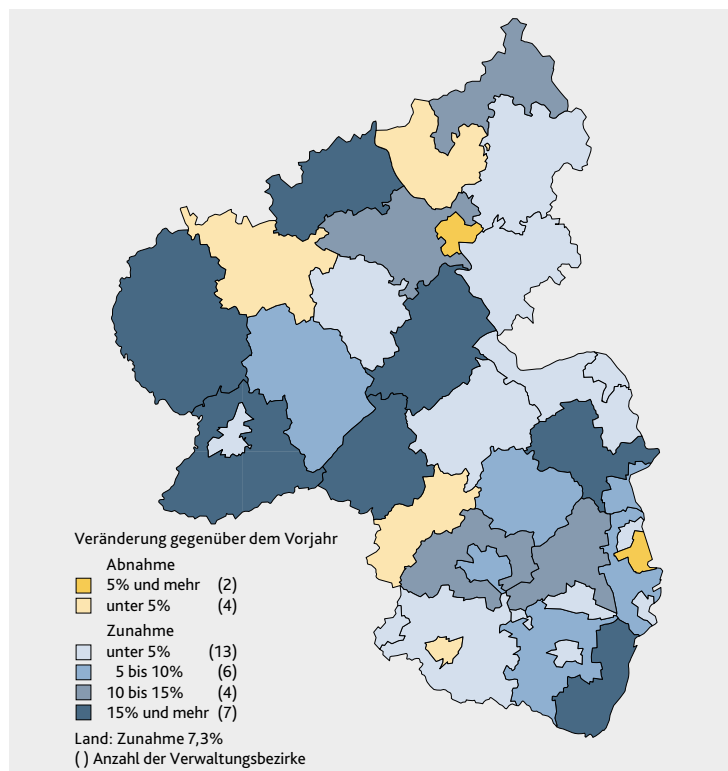 Veränderung gegenüber dem Vorjahr
Abnahme
5% und mehr (2)
unter 5% (4)
Zunahme
unter 5% (13)
5 bis 10% (6)
10 bis 15% (4)
15% und mehr (7)
Land: Zunahme 7,3%
( ) Anzahl der Verwaltungsbezirke